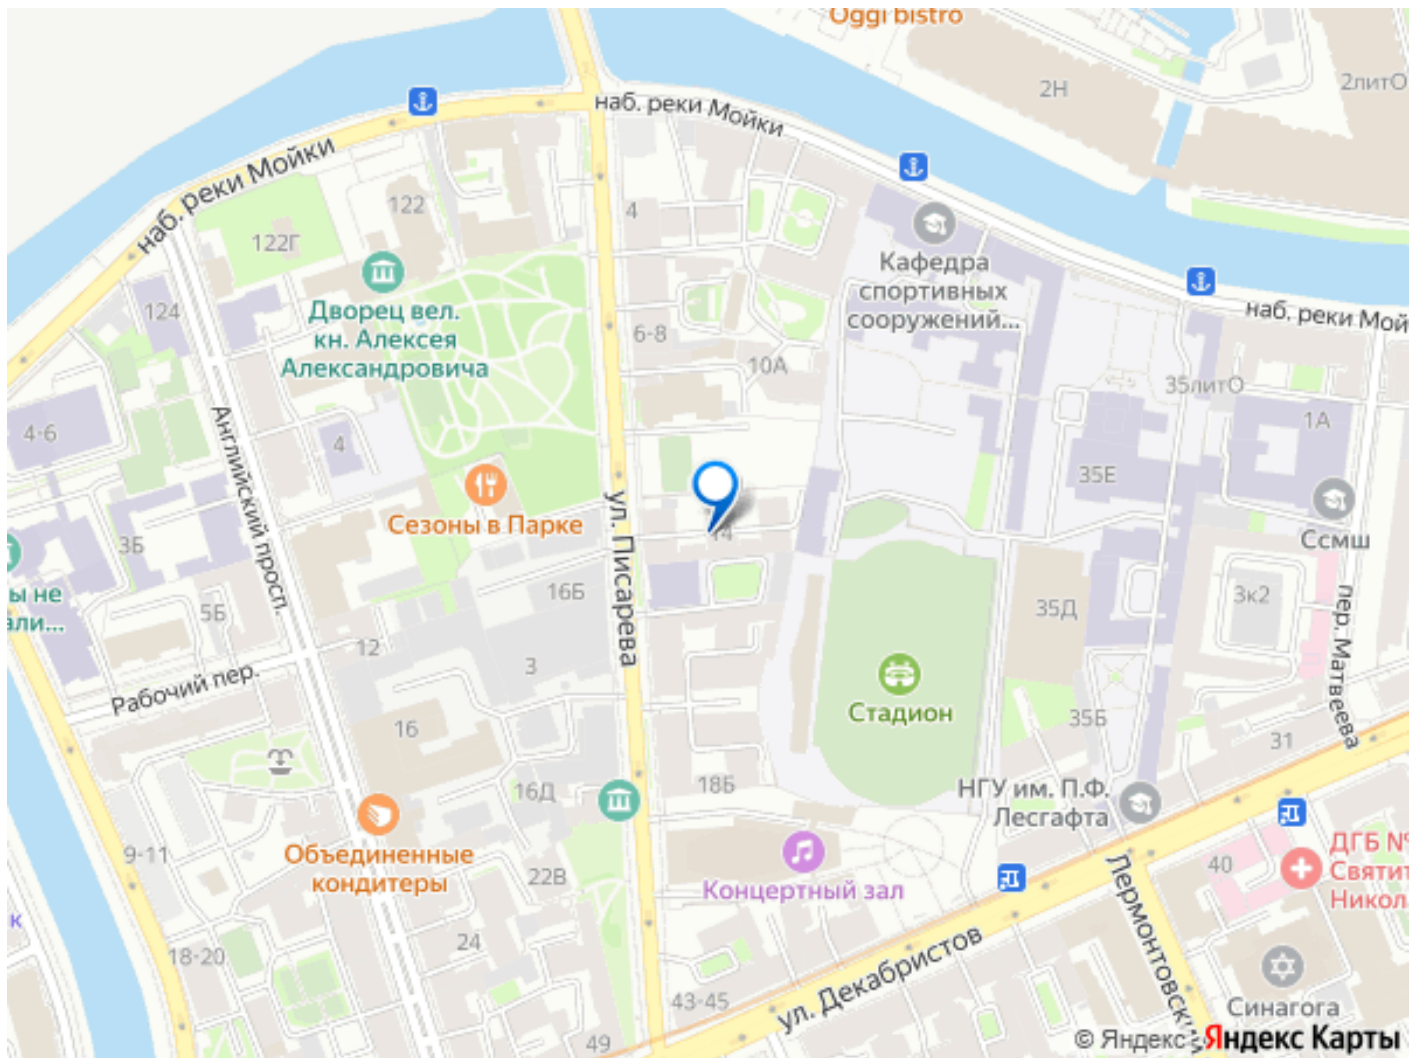 Oggi bistro
2Н
2литО
наб. реки Мойки
наб. реки Мойки
122
4
122Г
Кафедра
спортивных
сооружений...
Дворец вел.
кн. Алексея
Александровича
124
6-8
наб. реки Мой
10А
35литО
1А
4-6
4
Английский просп.
35Е
Сезоны в Парке
ул. Писарева
14
Ссмш
3Б
ы не
али...
16Б
5Б
35Д
3к2
пер. Матвеева
12
3
Рабочий пер.
Стадион
16
35Б
31
18Б
16Д
НГУ им. П.Ф.
Лесгафта
9-11
Объединенные
кондитеры
22В
Концертный зал
40
ДГБ №
Святит
Никол
Лермонтовский
к
24
18-20
43-45
ул. Декабристов
Синагога
49
© Яндекс Яндекс Карты